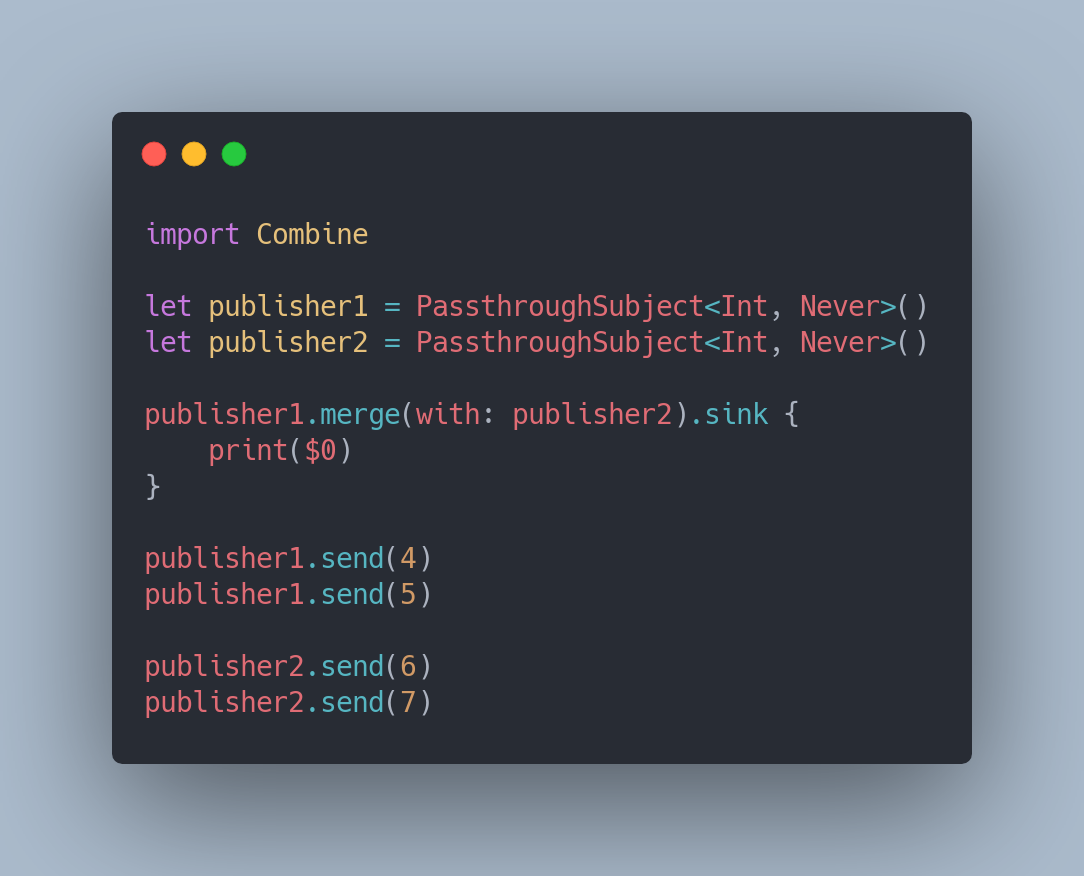 import Combine
let publisher1 = PassthroughSubject<Int, Never>()
let publisher2 = PassthroughSubject<Int, Never>()
publisher1.merge(with: publisher2).sink {
    print($0)
}
publisher1.send(4)
publisher1.send(5)
publisher2.send(6)
publisher2.send(7)